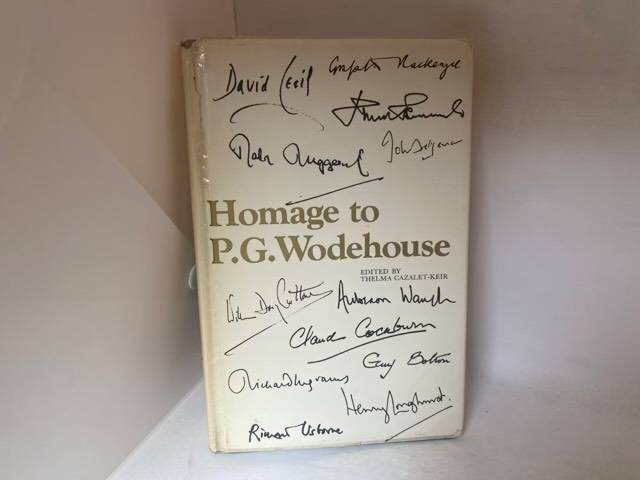 David Cecil
Compton Mackenzie
Malcolm Muggeridge
John Betjeman
Homage to
P.G.Wodehouse
EDITED BY
THELMA CAZALET-KEIR
Auberon Waugh
Claud Cockburn
Guy Bolton
Richard Ingrams
Henry Longhurst.
Richard Usborne